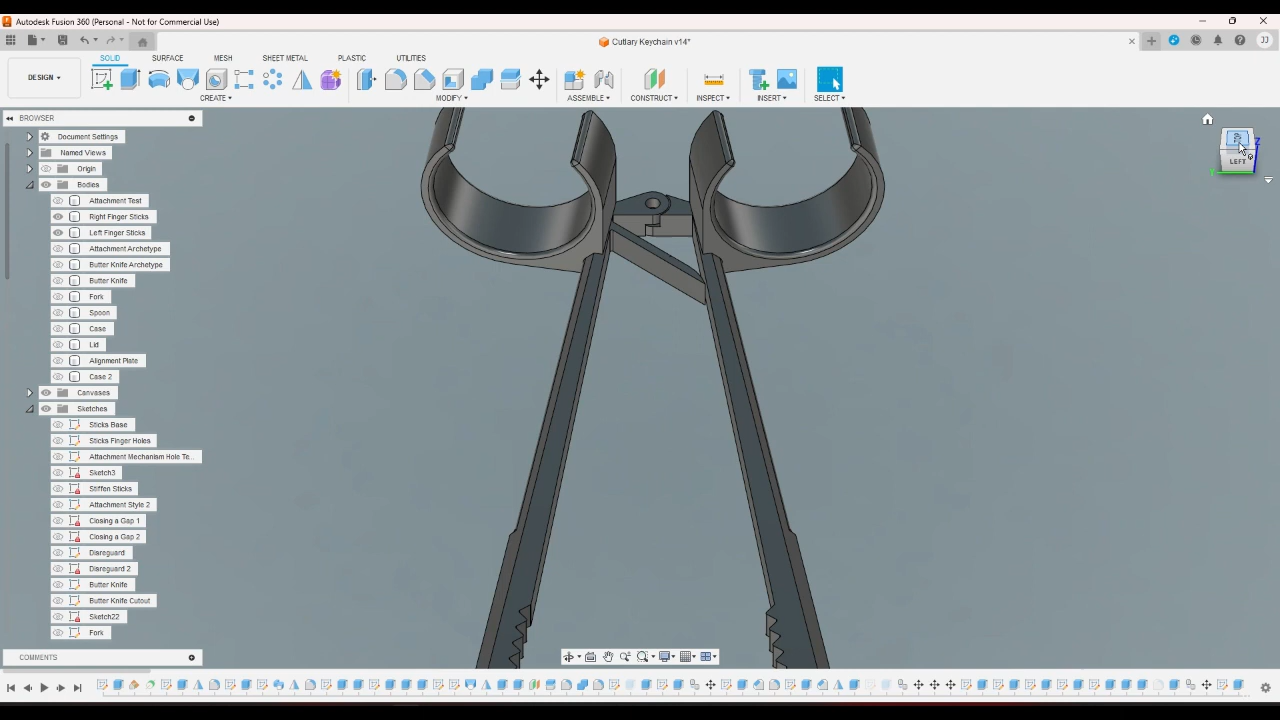 Autodesk Fusion 360 (Personal - Not for Commercial Use)
Cutlary Keychain v14*
JJ
SOLID SURFACE MESH SHEET METAL PLASTIC UTILITIES
DESIGN
CREATE MODIFY ASSEMBLE CONSTRUCT INSPECT INSERT SELECT
BROWSER
Document Settings
Named Views
Origin
Bodies
Attachment Test
Right Finger Sticks
Left Finger Sticks
Attachment Archetype
Butter Knife Archetype
Butter Knife
Fork
Spoon
Case
Lid
Alignment Plate
Case 2
Canvases
Sketches
Sticks Base
Sticks Finger Holes
Attachment Mechanism Hole Te...
Sketch3
Stiffen Sticks
Attachment Style 2
Closing a Gap 1
Closing a Gap 2
Disreguard
Disreguard 2
Butter Knife
Butter Knife Cutout
Sketch22
Fork
COMMENTS
Z
LEFT
Y